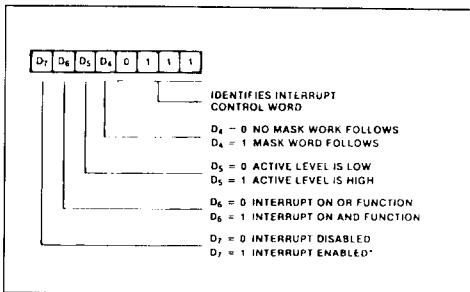 D7 D6 D5 D4 0 1 1 1
IDENTIFIES INTERRUPT
CONTROL WORD
D4 = 0 NO MASK WORK FOLLOWS
D4 = 1 MASK WORD FOLLOWS
D5 = 0 ACTIVE LEVEL IS LOW
D5 = 1 ACTIVE LEVEL IS HIGH
D6 = 0 INTERRUPT ON OR FUNCTION
D6 = 1 INTERRUPT ON AND FUNCTION
D7 = 0 INTERRUPT DISABLED
D7 = 1 INTERRUPT ENABLED*